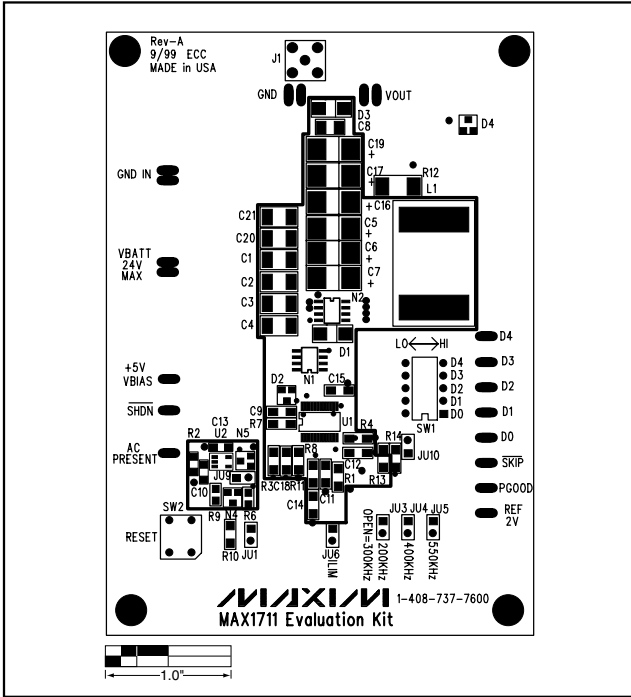 Rev-A
9/99 ECC
MADE in USA
J1
GND
VOUT
D3
C8
D4
C19
+
GND IN
C17
+
R12
L1
+
C16
C21
C20
C5
+
VBATT
24V
MAX
C1
C6
+
C2
C7
+
C3
N2
C4
D1
LO HI
D4
+5V
VBIAS
N1
D4
D3
D3
D2
D2
C15
D2
D1
SHDN
C9
U1
D0
D1
R7
R4
SW1
C13
R2
U2
N5
R14
D0
AC
PRESENT
R8
JU10
JU9
C12
SKIP
R3
C18
R11
R1
R13
C10
C11
PGOOD
SW2
R9
N4
R6
C14
JU3
JU4
JU5
REF
2V
RESET
R10
JU1
JU6
ILIM
OPEN=300KHz
200KHz
400KHz
550KHz
MAXIM
1-408-737-7600
MAX1711 Evaluation Kit
1.0"